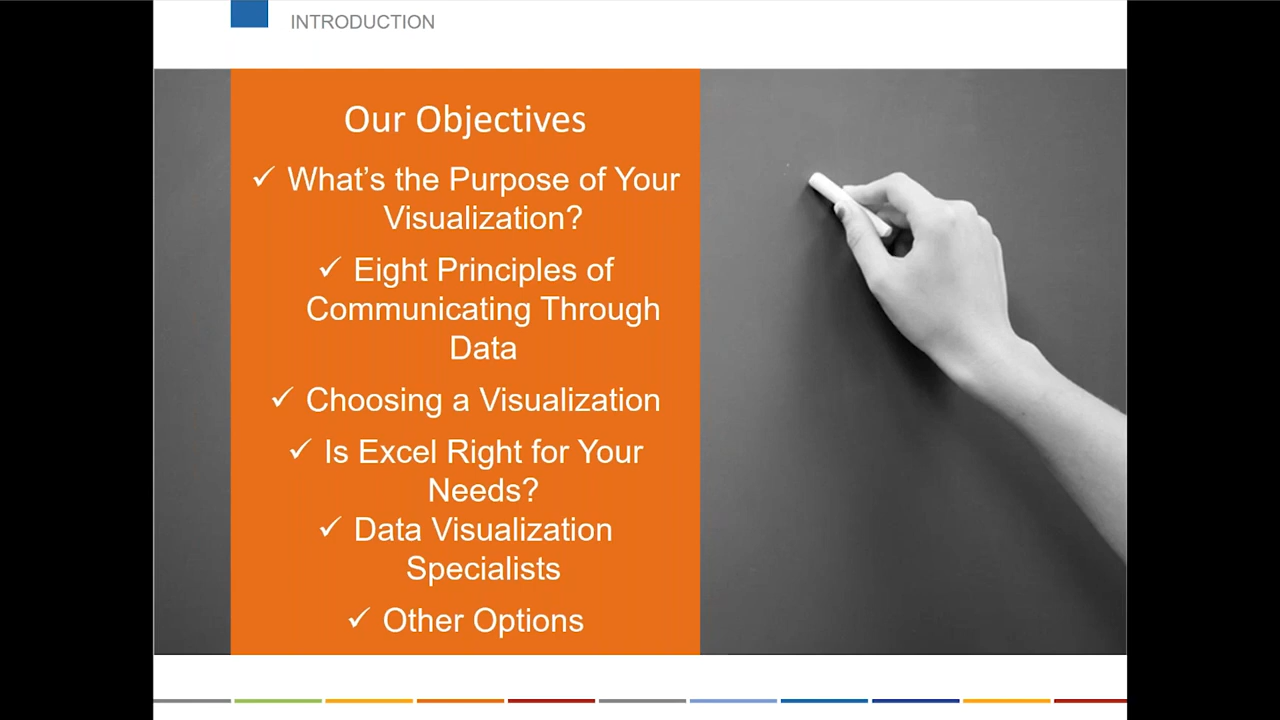 INTRODUCTION
Our Objectives
✓ What’s the Purpose of Your
Visualization?
✓ Eight Principles of
Communicating Through
Data
✓ Choosing a Visualization
✓ Is Excel Right for Your
Needs?
✓ Data Visualization
Specialists
✓ Other Options